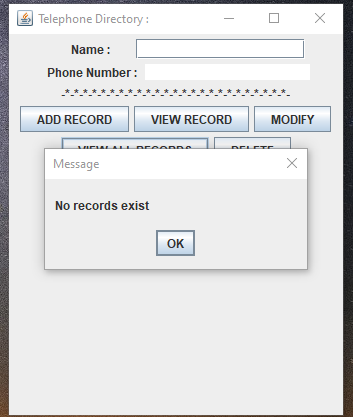 Telephone Directory :
Name :
Phone Number :
-*-*-*-*-*-*-*-*-*-*-*-*-*-*-*-*-*-*-*-*-*-*-*-*-*-
ADD RECORD VIEW RECORD MODIFY
VIEW ALL RECORDS DELETE
Message
No records exist
OK